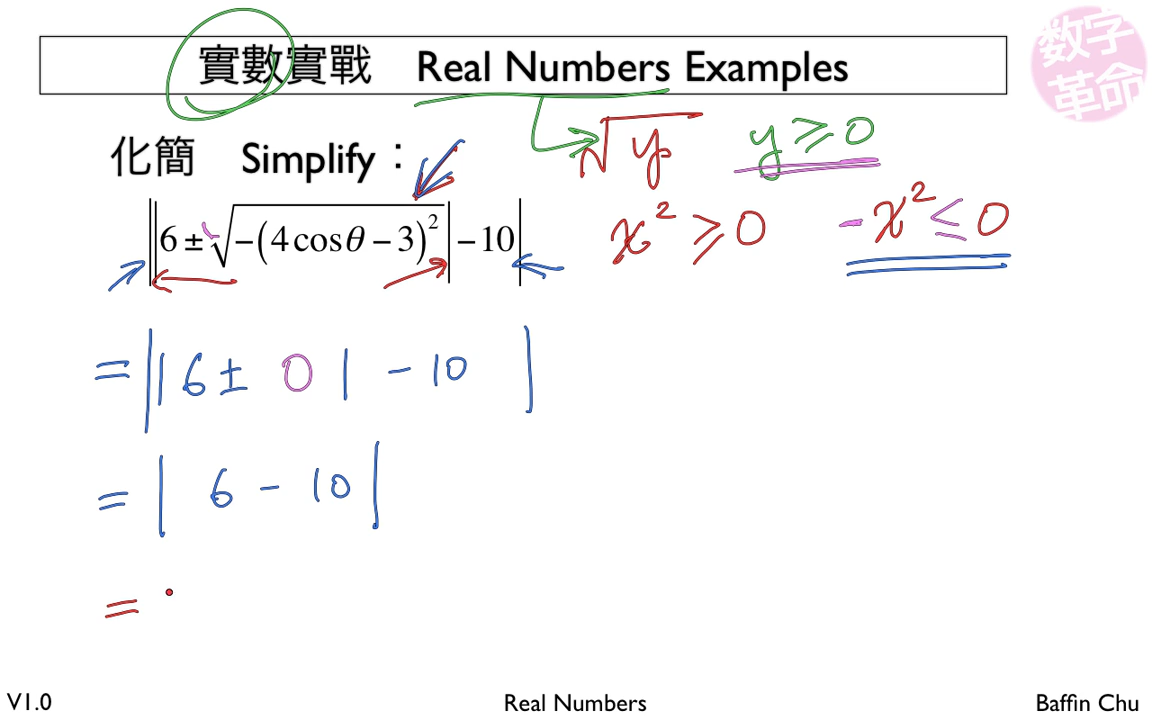 實數實戰 Real Numbers Examples
数字
革命
化簡 Simplify：
√y y ≥ 0
||6 ± √(-(4cosθ - 3)²)| - 10|
x² ≥ 0 -x² ≤ 0
= ||6 ± 0| - 10|
= |6 - 10|
=
V1.0 Real Numbers Baffin Chu